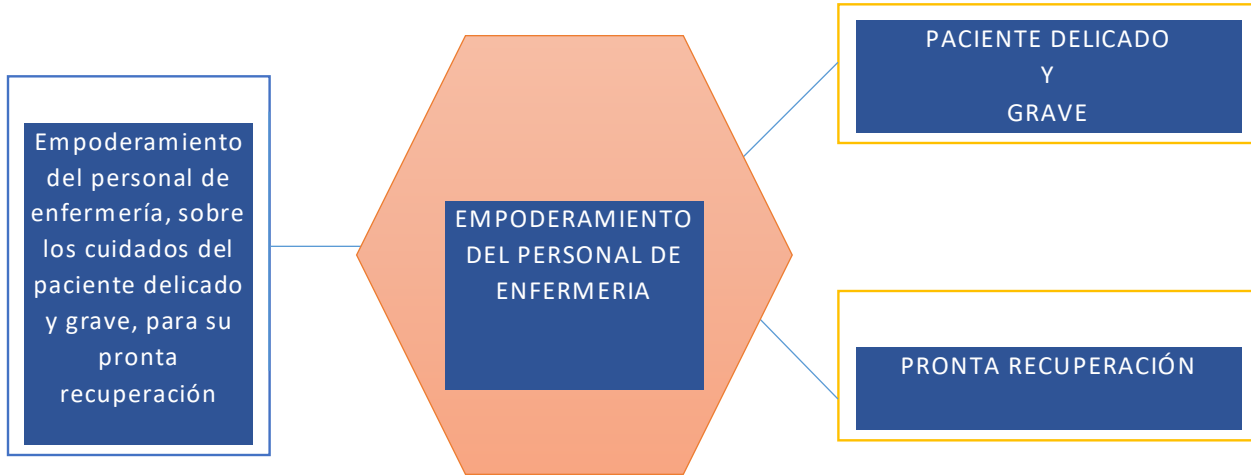 Empoderamiento
del personal de
enfermería, sobre
los cuidados del
paciente delicado
y grave, para su
pronta
recuperación
EMPODERAMIENTO
DEL PERSONAL DE
ENFERMERIA
PACIENTE DELICADO
Y
GRAVE
PRONTA RECUPERACIÓN